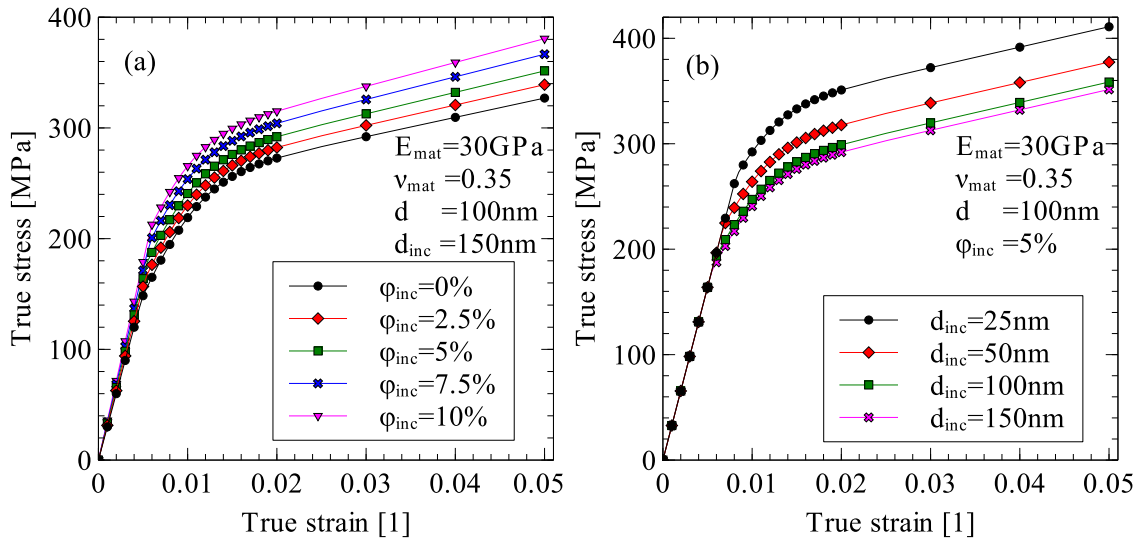 (a)
True stress [MPa]
400
300
200
100
0
E_mat=30GPa
ν_mat =0.35
d =100nm
d_inc =150nm
φ_inc=0%
φ_inc=2.5%
φ_inc=5%
φ_inc=7.5%
φ_inc=10%
0 0.01 0.02 0.03 0.04 0.05
True strain [1]
(b)
True stress [MPa]
400
300
200
100
0
E_mat=30GPa
ν_mat =0.35
d =100nm
φ_inc=5%
d_inc=25nm
d_inc=50nm
d_inc=100nm
d_inc=150nm
0 0.01 0.02 0.03 0.04 0.05
True strain [1]